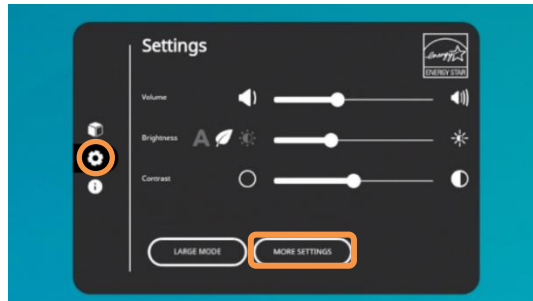 Settings
energy
ENERGY STAR
Volume
Brightness A
Contrast
LARGE MODE
MORE SETTINGS